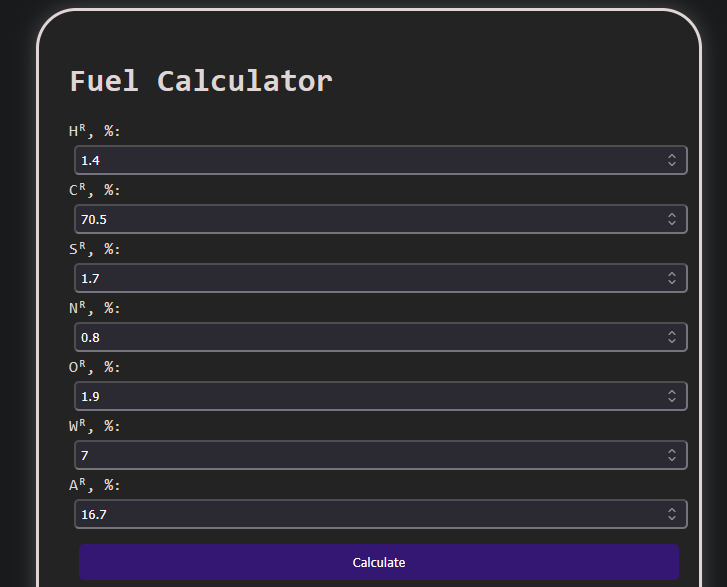 Fuel Calculator
Hᴿ, %:
1.4
Cᴿ, %:
70.5
Sᴿ, %:
1.7
Nᴿ, %:
0.8
Oᴿ, %:
1.9
Wᴿ, %:
7
Aᴿ, %:
16.7
Calculate